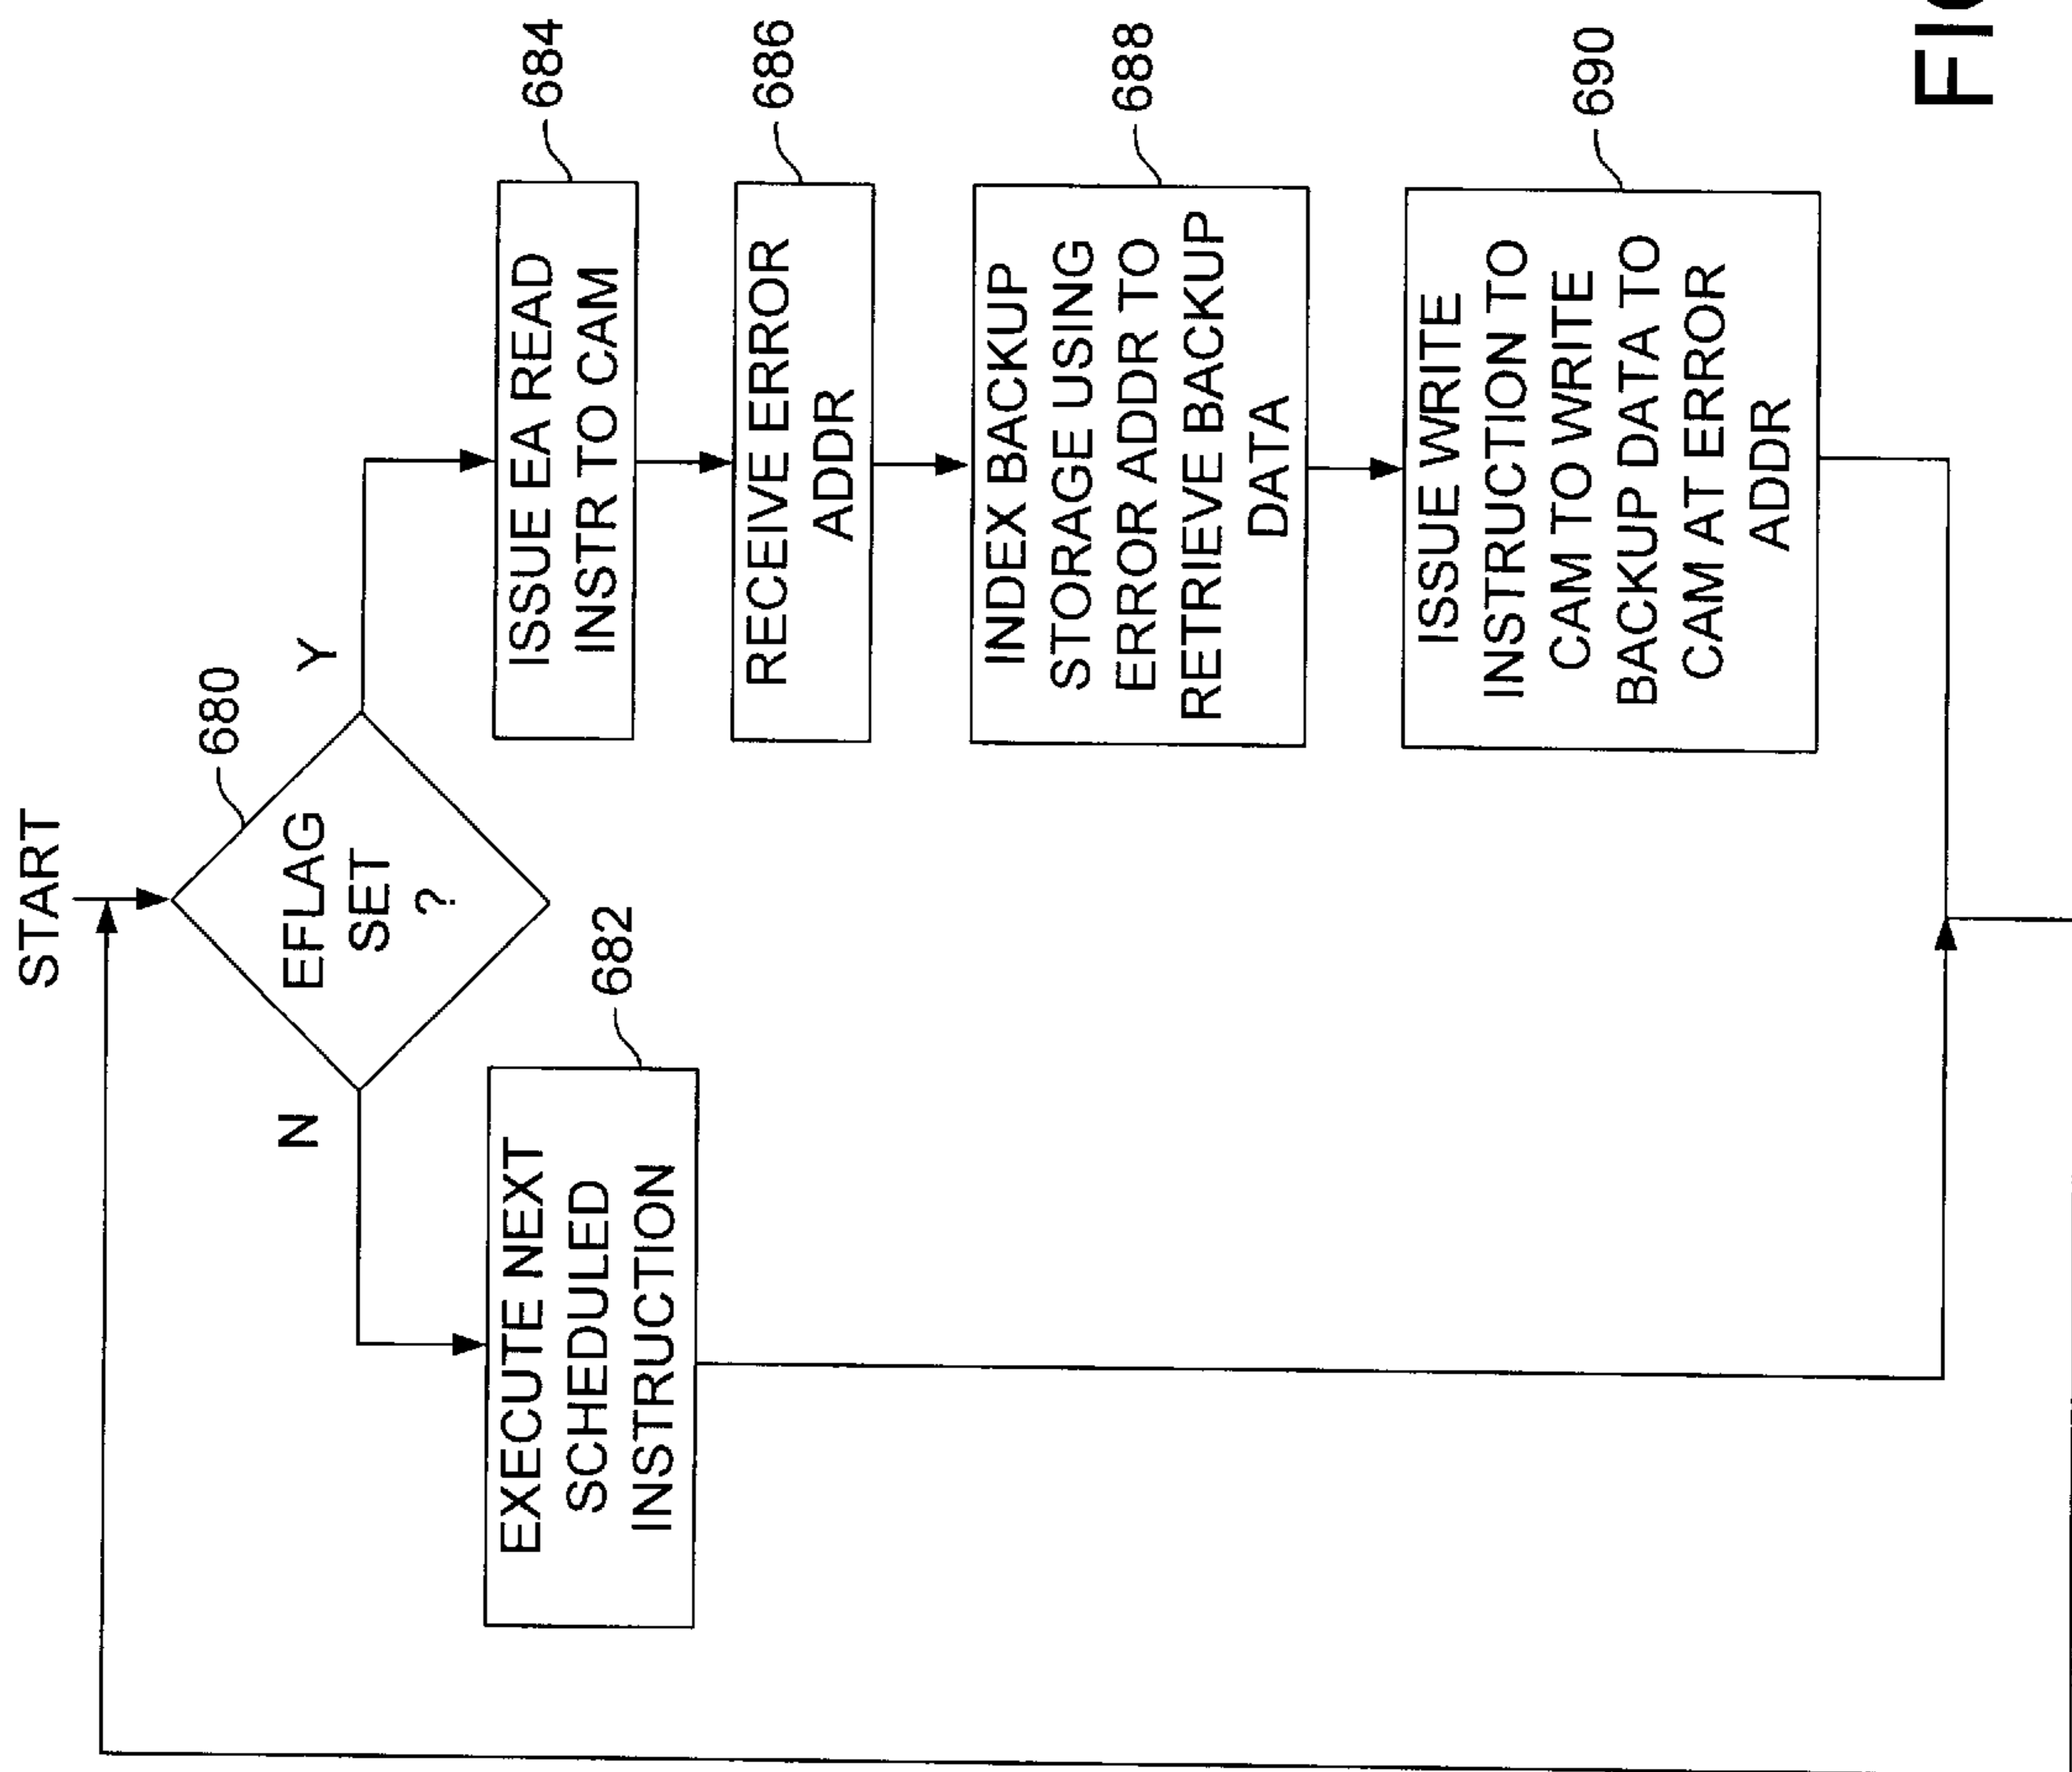 START
680
EFLAG
SET
?
Y
N
682
EXECUTE NEXT
SCHEDULED
INSTRUCTION
684
ISSUE EA READ
INSTR TO CAM
686
RECEIVE ERROR
ADDR
688
INDEX BACKUP
STORAGE USING
ERROR ADDR TO
RETRIEVE BACKUP
DATA
690
ISSUE WRITE
INSTRUCTION TO
CAM TO WRITE
BACKUP DATA TO
CAM AT ERROR
ADDR